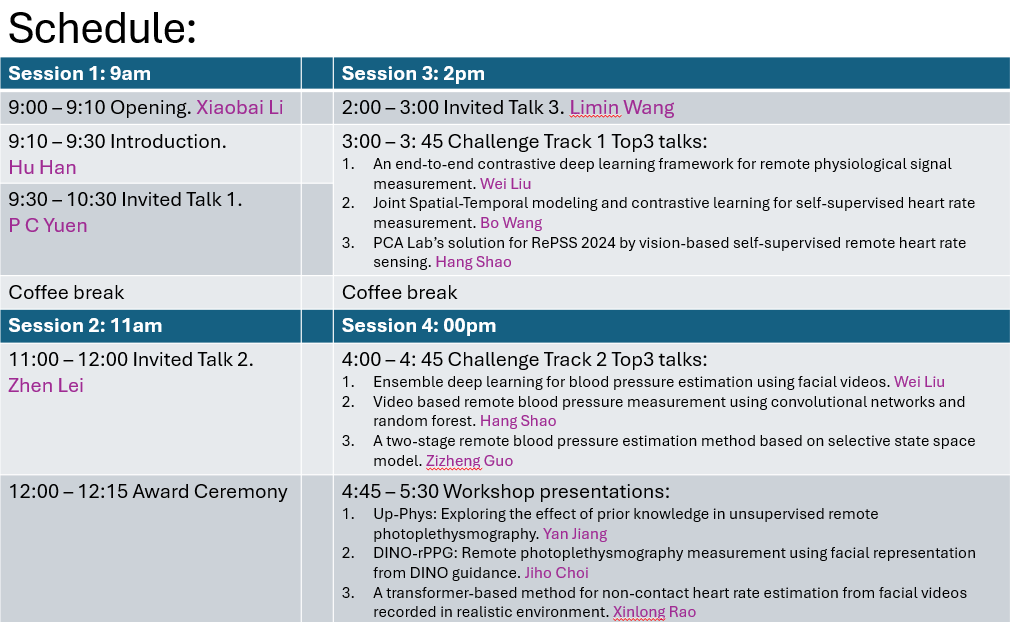 Schedule:
Session 1: 9am
9:00 – 9:10 Opening. Xiaobai Li
9:10 – 9:30 Introduction.
Hu Han
9:30 – 10:30 Invited Talk 1.
P C Yuen
Coffee break
Session 2: 11am
11:00 – 12:00 Invited Talk 2.
Zhen Lei
12:00 – 12:15 Award Ceremony
Session 3: 2pm
2:00 – 3:00 Invited Talk 3. Limin Wang
3:00 – 3: 45 Challenge Track 1 Top3 talks:
1. An end-to-end contrastive deep learning framework for remote physiological signal
measurement. Wei Liu
2. Joint Spatial-Temporal modeling and contrastive learning for self-supervised heart rate
measurement. Bo Wang
3. PCA Lab’s solution for RePSS 2024 by vision-based self-supervised remote heart rate
sensing. Hang Shao
Coffee break
Session 4: 00pm
4:00 – 4: 45 Challenge Track 2 Top3 talks:
1. Ensemble deep learning for blood pressure estimation using facial videos. Wei Liu
2. Video based remote blood pressure measurement using convolutional networks and
random forest. Hang Shao
3. A two-stage remote blood pressure estimation method based on selective state space
model. Zizheng Guo
4:45 – 5:30 Workshop presentations:
1. Up-Phys: Exploring the effect of prior knowledge in unsupervised remote
photoplethysmography. Yan Jiang
2. DINO-rPPG: Remote photoplethysmography measurement using facial representation
from DINO guidance. Jiho Choi
3. A transformer-based method for non-contact heart rate estimation from facial videos
recorded in realistic environment. Xinlong Rao